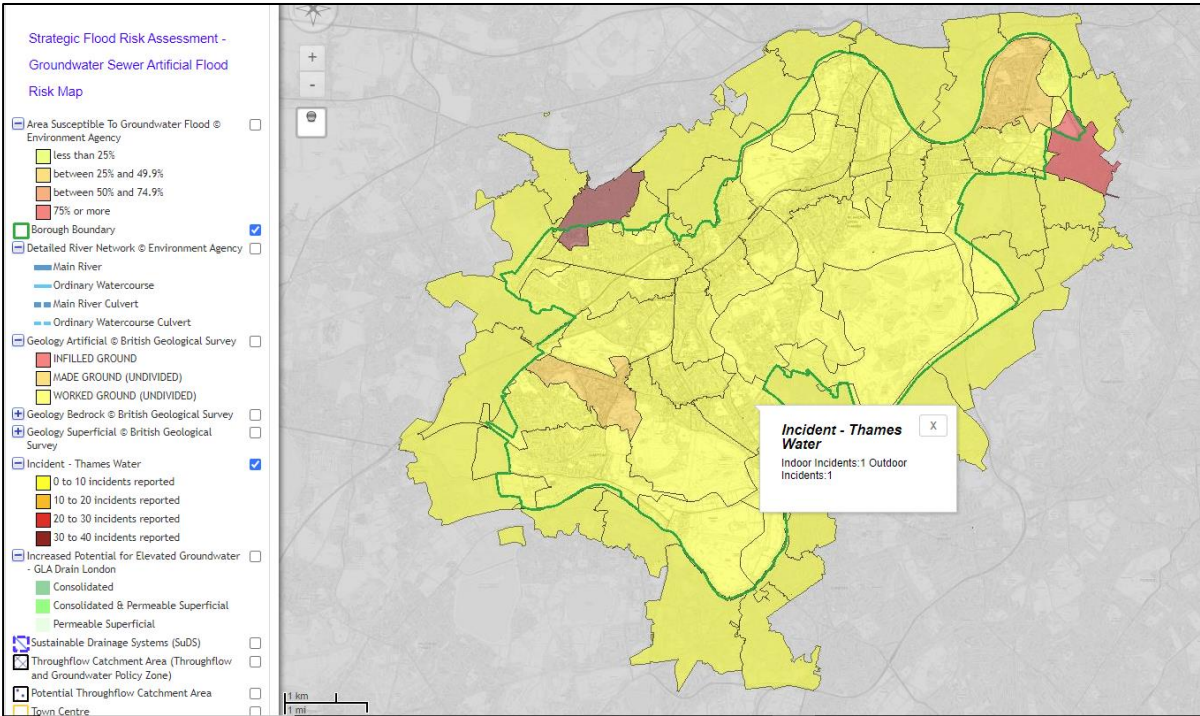 Strategic Flood Risk Assessment -
Groundwater Sewer Artificial Flood
Risk Map
Area Susceptible To Groundwater Flood ©
Environment Agency
less than 25%
between 25% and 49.9%
between 50% and 74.9%
75% or more
Borough Boundary
Detailed River Network © Environment Agency
Main River
Ordinary Watercourse
Main River Culvert
Ordinary Watercourse Culvert
Geology Artificial © British Geological Survey
INFILLED GROUND
MADE GROUND (UNDIVIDED)
WORKED GROUND (UNDIVIDED)
Geology Bedrock © British Geological Survey
Geology Superficial © British Geological
Survey
Incident - Thames Water
0 to 10 incidents reported
10 to 20 incidents reported
20 to 30 incidents reported
30 to 40 incidents reported
Increased Potential for Elevated Groundwater
- GLA Drain London
Consolidated
Consolidated & Permeable Superficial
Permeable Superficial
Sustainable Drainage Systems (SuDS)
Throughflow Catchment Area (Throughflow
and Groundwater Policy Zone)
Potential Throughflow Catchment Area
Town Centre
+
-
Incident - Thames
Water
X
Indoor Incidents:1 Outdoor
Incidents:1
1 km
1 mi